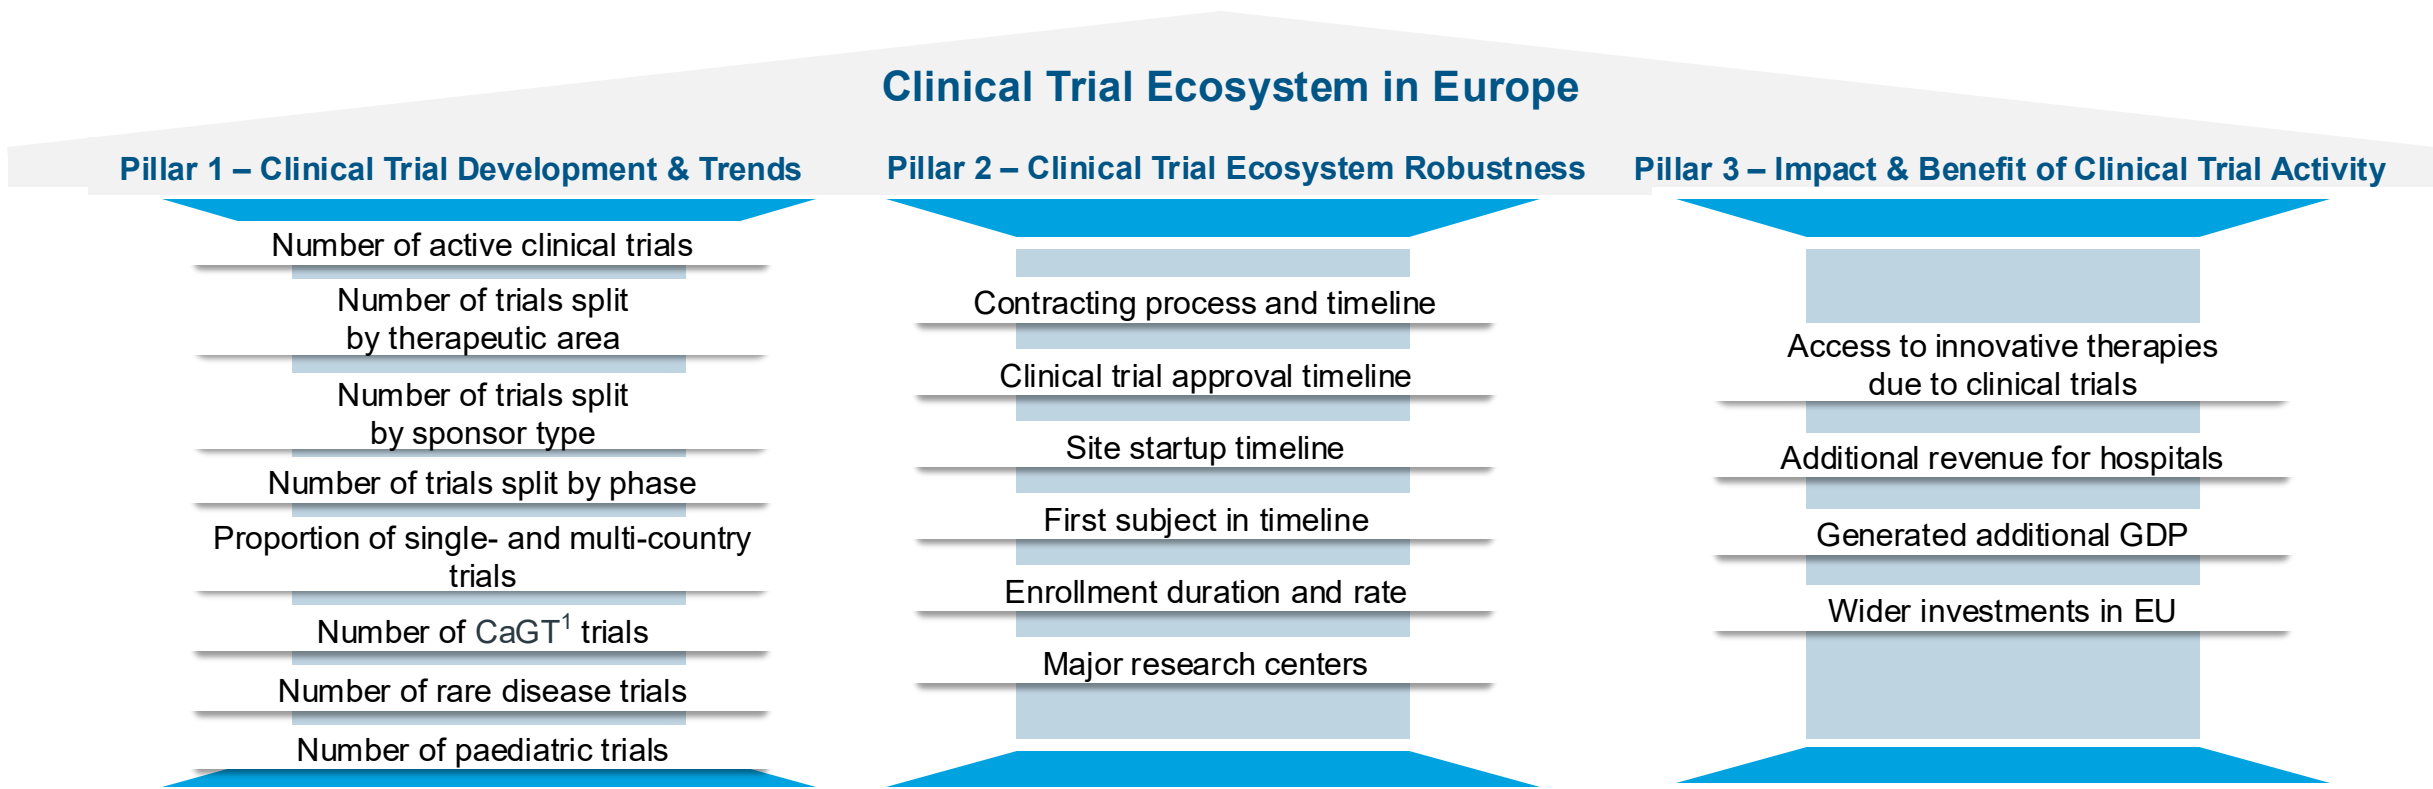 Clinical Trial Ecosystem in Europe
Pillar 1 – Clinical Trial Development & Trends
Number of active clinical trials
Number of trials split
by therapeutic area
Number of trials split
by sponsor type
Number of trials split by phase
Proportion of single- and multi-country
trials
Number of CaGT¹ trials
Number of rare disease trials
Number of paediatric trials
Pillar 2 – Clinical Trial Ecosystem Robustness
Contracting process and timeline
Clinical trial approval timeline
Site startup timeline
First subject in timeline
Enrollment duration and rate
Major research centers
Pillar 3 – Impact & Benefit of Clinical Trial Activity
Access to innovative therapies
due to clinical trials
Additional revenue for hospitals
Generated additional GDP
Wider investments in EU